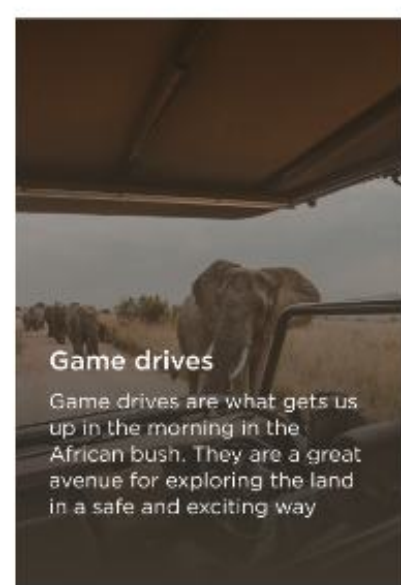 Game drives
Game drives are what gets us
up in the morning in the
African bush. They are a great
avenue for exploring the land
in a safe and exciting way